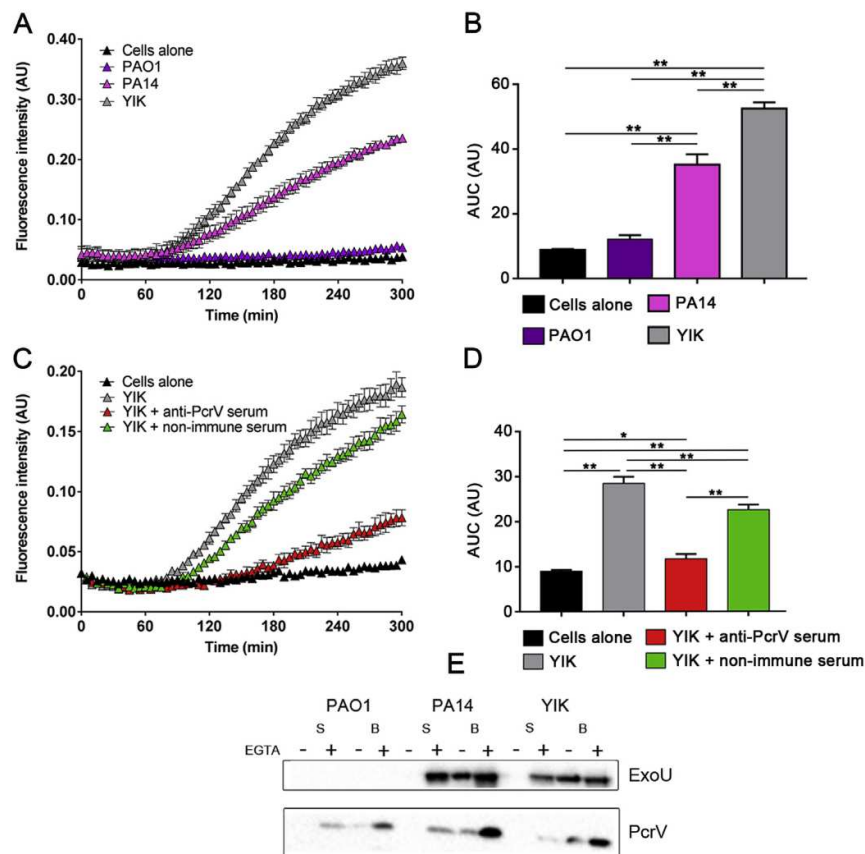 A
Fluorescence intensity (AU)
0.40
0.30
0.20
0.10
0.00
Cells alone
PAO1
PA14
YIK
0 60 120 180 240 300
Time (min)
B
AUC (AU)
60
40
20
0
**
**
**
**
**
Cells alone
PA14
PAO1
YIK
C
Fluorescence intensity (AU)
0.20
0.15
0.10
0.05
0.00
Cells alone
YIK
YIK + anti-PcrV serum
YIK + non-immune serum
0 60 120 180 240 300
Time (min)
D
AUC (AU)
40
30
20
10
0
*
**
**
** **
**
Cells alone
YIK + anti-PcrV serum
YIK
YIK + non-immune serum
E
PAO1 PA14 YIK
S B S B S B
EGTA - + - + - + - + - + - +
ExoU
PcrV